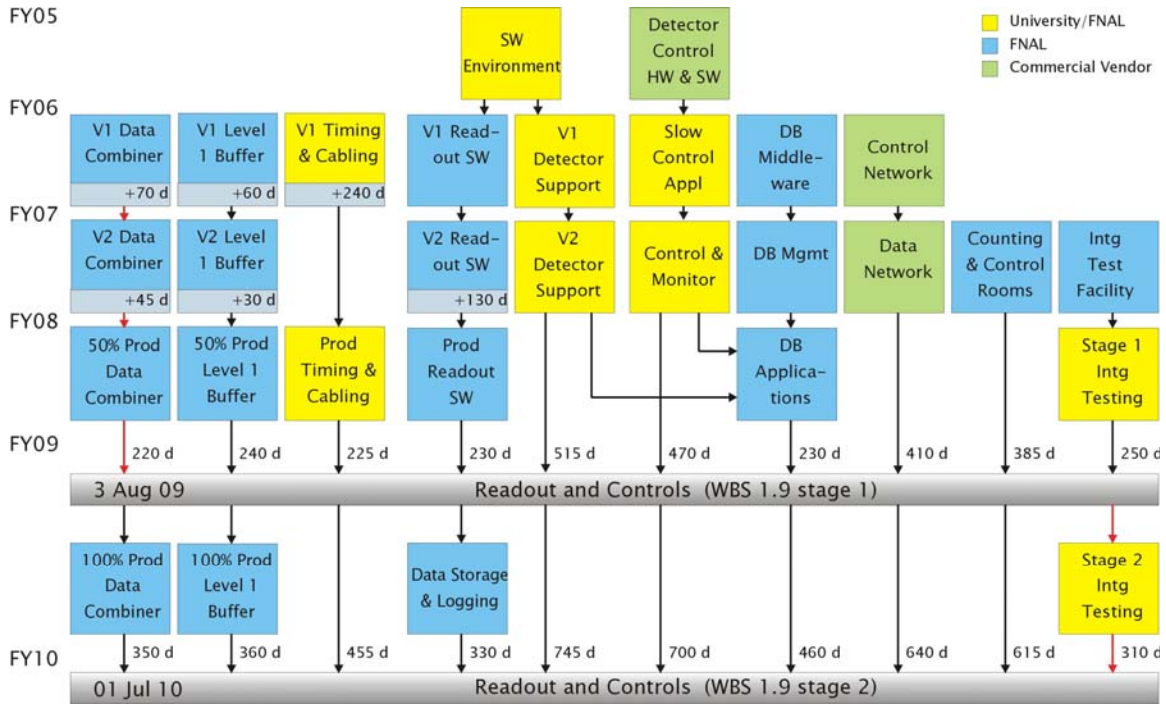 FY05
SW
Environment
Detector
Control
HW & SW
University/FNAL
FNAL
Commercial Vendor
FY06
V1 Data
Combiner
+70 d
V1 Level
1 Buffer
+60 d
V1 Timing
& Cabling
+240 d
V1 Read-
out SW
V1
Detector
Support
Slow
Control
Appl
DB
Middle-
ware
Control
Network
FY07
V2 Data
Combiner
+45 d
V2 Level
1 Buffer
+30 d
V2 Read-
out SW
+130 d
V2
Detector
Support
Control &
Monitor
DB Mgmt
Data
Network
Counting
& Control
Rooms
Intg
Test
Facility
FY08
50% Prod
Data
Combiner
50% Prod
Level 1
Buffer
Prod
Timing &
Cabling
Prod
Readout
SW
DB
Applica-
tions
Stage 1
Intg
Testing
FY09
220 d
240 d
225 d
230 d
515 d
470 d
230 d
410 d
385 d
250 d
3 Aug 09
Readout and Controls (WBS 1.9 stage 1)
100% Prod
Data
Combiner
100% Prod
Level 1
Buffer
Data Storage
& Logging
Stage 2
Intg
Testing
FY10
350 d
360 d
455 d
330 d
745 d
700 d
460 d
640 d
615 d
310 d
01 Jul 10
Readout and Controls (WBS 1.9 stage 2)